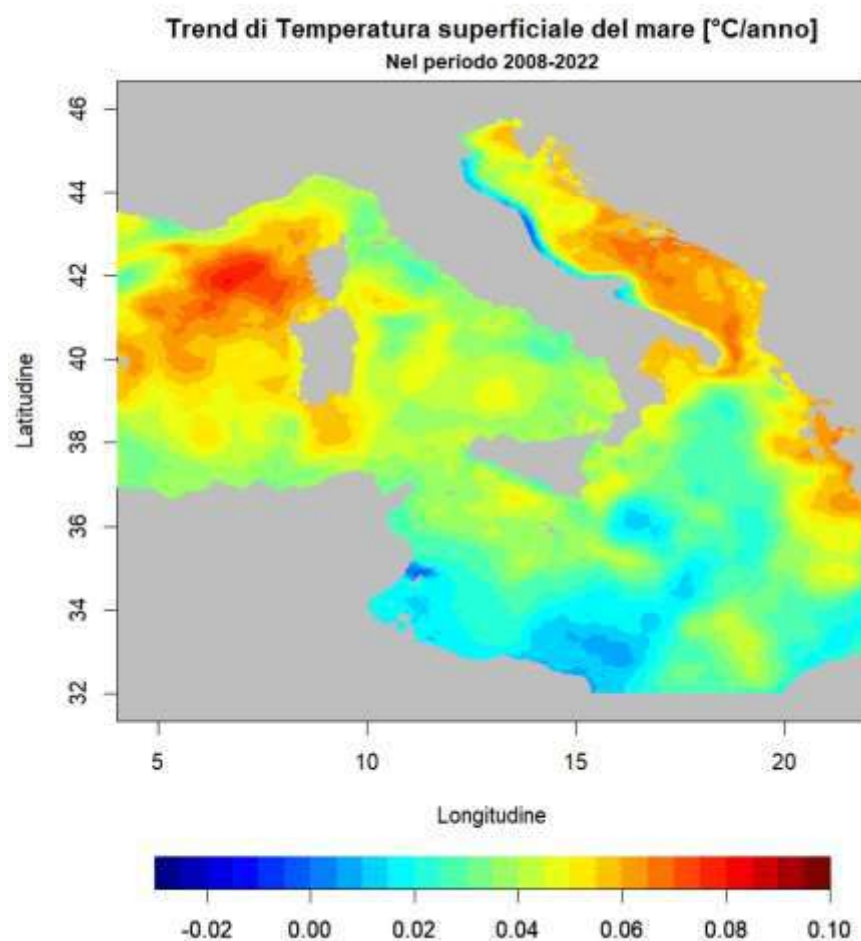 Trend di Temperatura superficiale del mare [°C/anno]
Nel periodo 2008-2022
46
44
42
40
38
36
34
32
Latitudine
5 10 15 20
Longitudine
-0.02 0.00 0.02 0.04 0.06 0.08 0.10